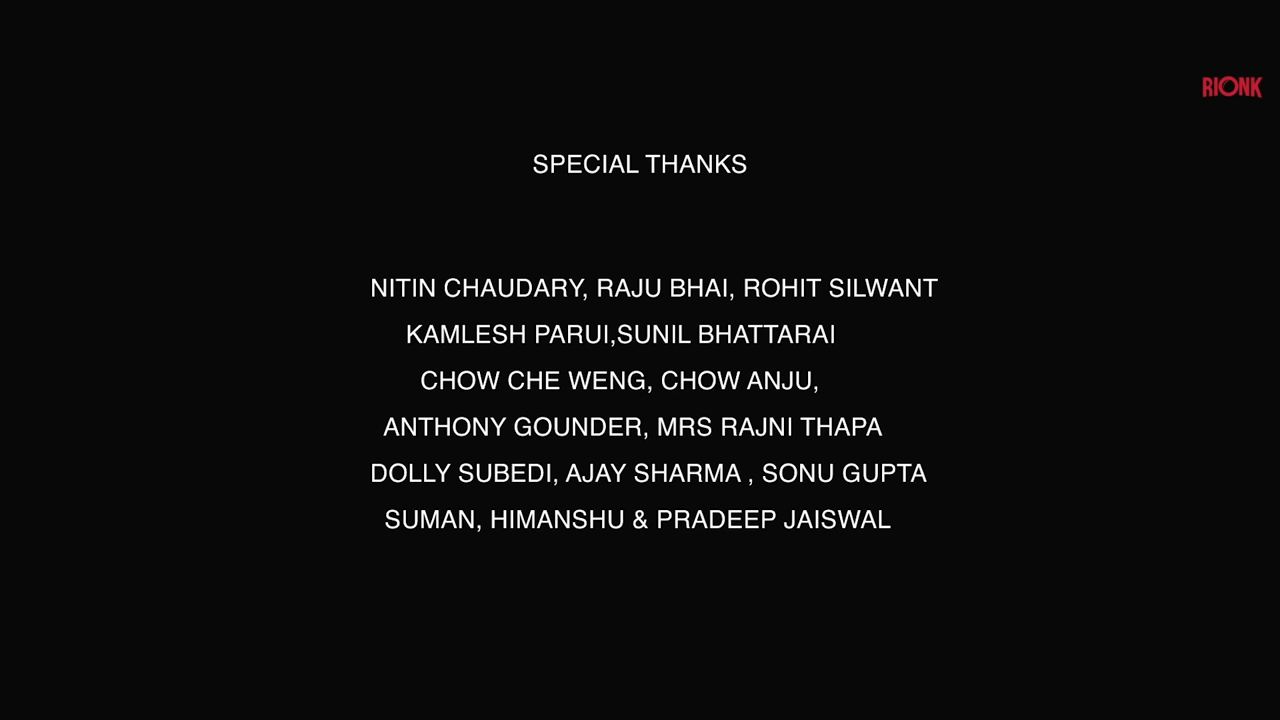 RIONK
SPECIAL THANKS
NITIN CHAUDARY, RAJU BHAI, ROHIT SILWANT
KAMLESH PARUI,SUNIL BHATTARAI
CHOW CHE WENG, CHOW ANJU,
ANTHONY GOUNDER, MRS RAJNI THAPA
DOLLY SUBEDI, AJAY SHARMA , SONU GUPTA
SUMAN, HIMANSHU & PRADEEP JAISWAL